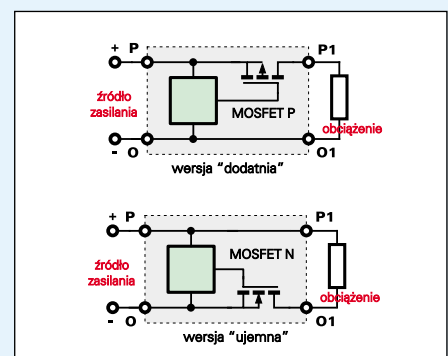 + P P1
źródło
zasilania
MOSFET P
obciążenie
- O O1
wersja "dodatnia"
+ P P1
źródło
zasilania
MOSFET N
obciążenie
- O O1
wersja "ujemna"